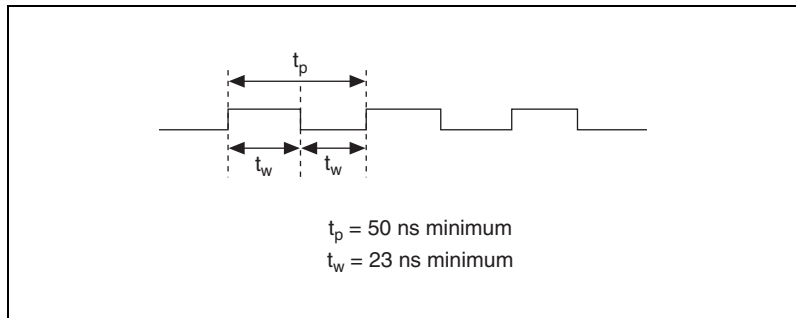 tp
tw tw
tp = 50 ns minimum
tw = 23 ns minimum